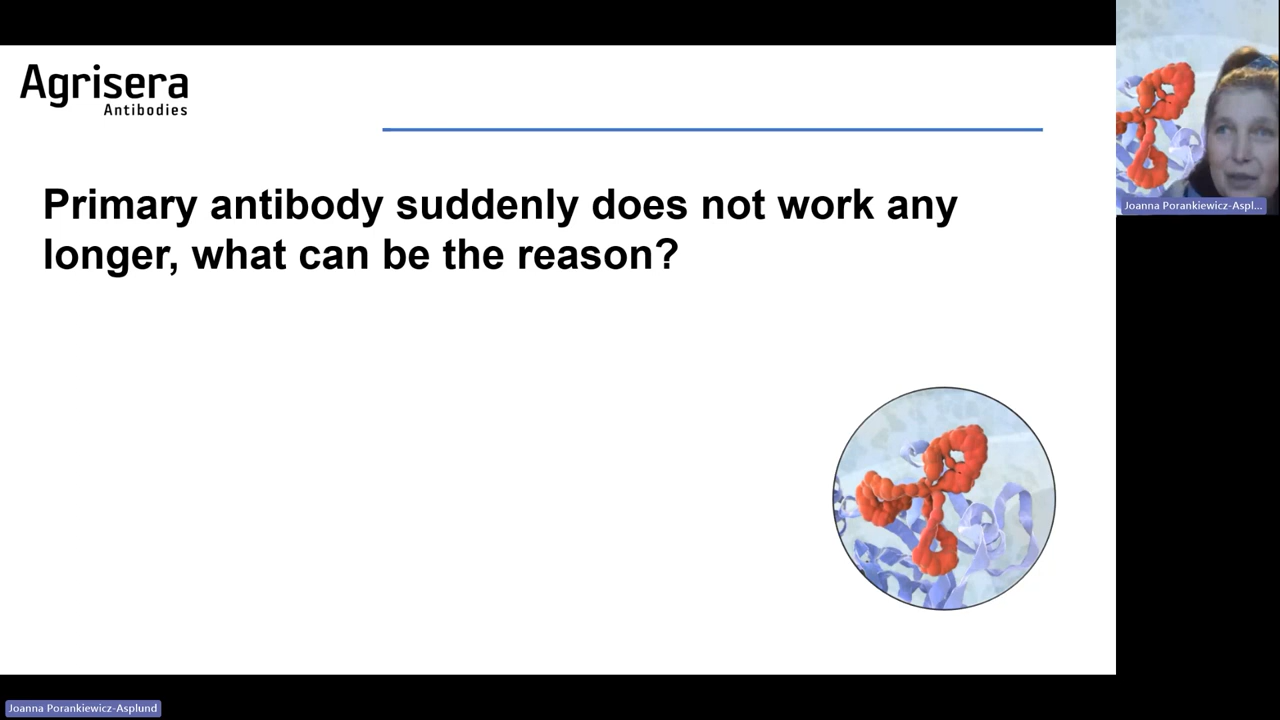 Agrisera
Antibodies
Primary antibody suddenly does not work any
longer, what can be the reason?
Joanna Porankiewicz-Aspl...
Joanna Porankiewicz-Asplund